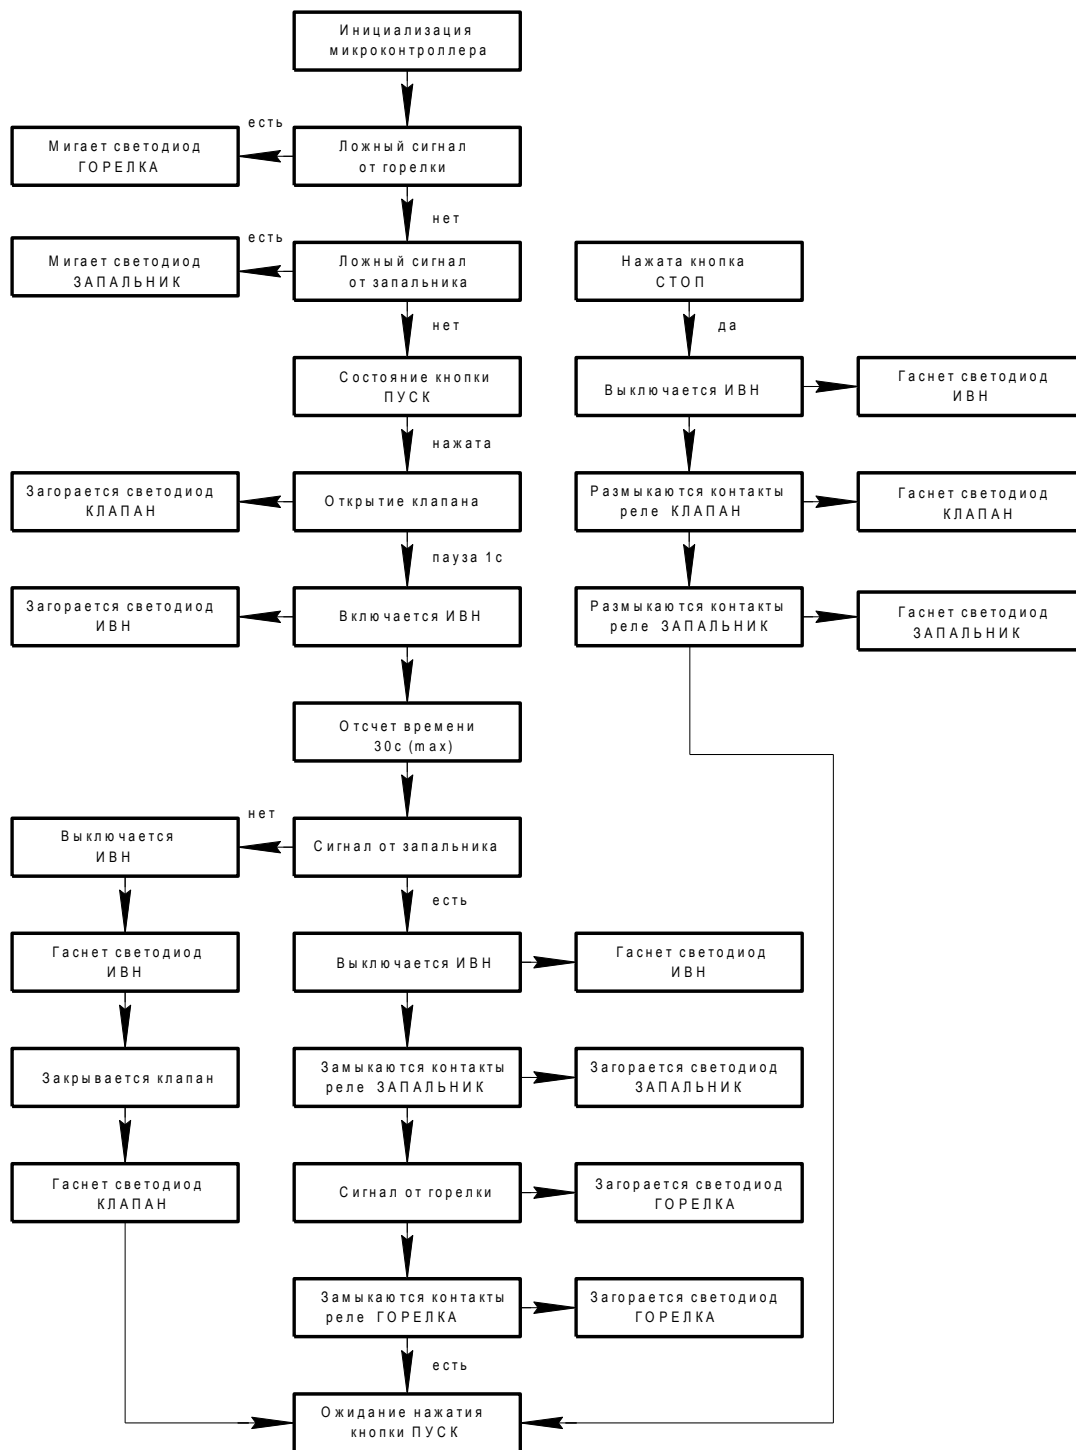 Инициализация
микроконтроллера
есть
Мигает светодиод
ГОРЕЛКА
Ложный сигнал
от горелки
нет
есть
Мигает светодиод
ЗАПАЛЬНИК
Ложный сигнал
от запальника
Нажата кнопка
СТОП
нет
да
Состояние кнопки
ПУСК
Выключается ИВН
Гаснет светодиод
ИВН
нажата
Загорается светодиод
КЛАПАН
Открытие клапана
Размыкаются контакты
реле КЛАПАН
Гаснет светодиод
КЛАПАН
пауза 1с
Загорается светодиод
ИВН
Включается ИВН
Размыкаются контакты
реле ЗАПАЛЬНИК
Гаснет светодиод
ЗАПАЛЬНИК
Отсчет времени
30с (max)
нет
Выключается
ИВН
Сигнал от запальника
есть
Гаснет светодиод
ИВН
Выключается ИВН
Гаснет светодиод
ИВН
Закрывается клапан
Замыкаются контакты
реле ЗАПАЛЬНИК
Загорается светодиод
ЗАПАЛЬНИК
Гаснет светодиод
КЛАПАН
Сигнал от горелки
Загорается светодиод
ГОРЕЛКА
Замыкаются контакты
реле ГОРЕЛКА
Загорается светодиод
ГОРЕЛКА
есть
Ожидание нажатия
кнопки ПУСК